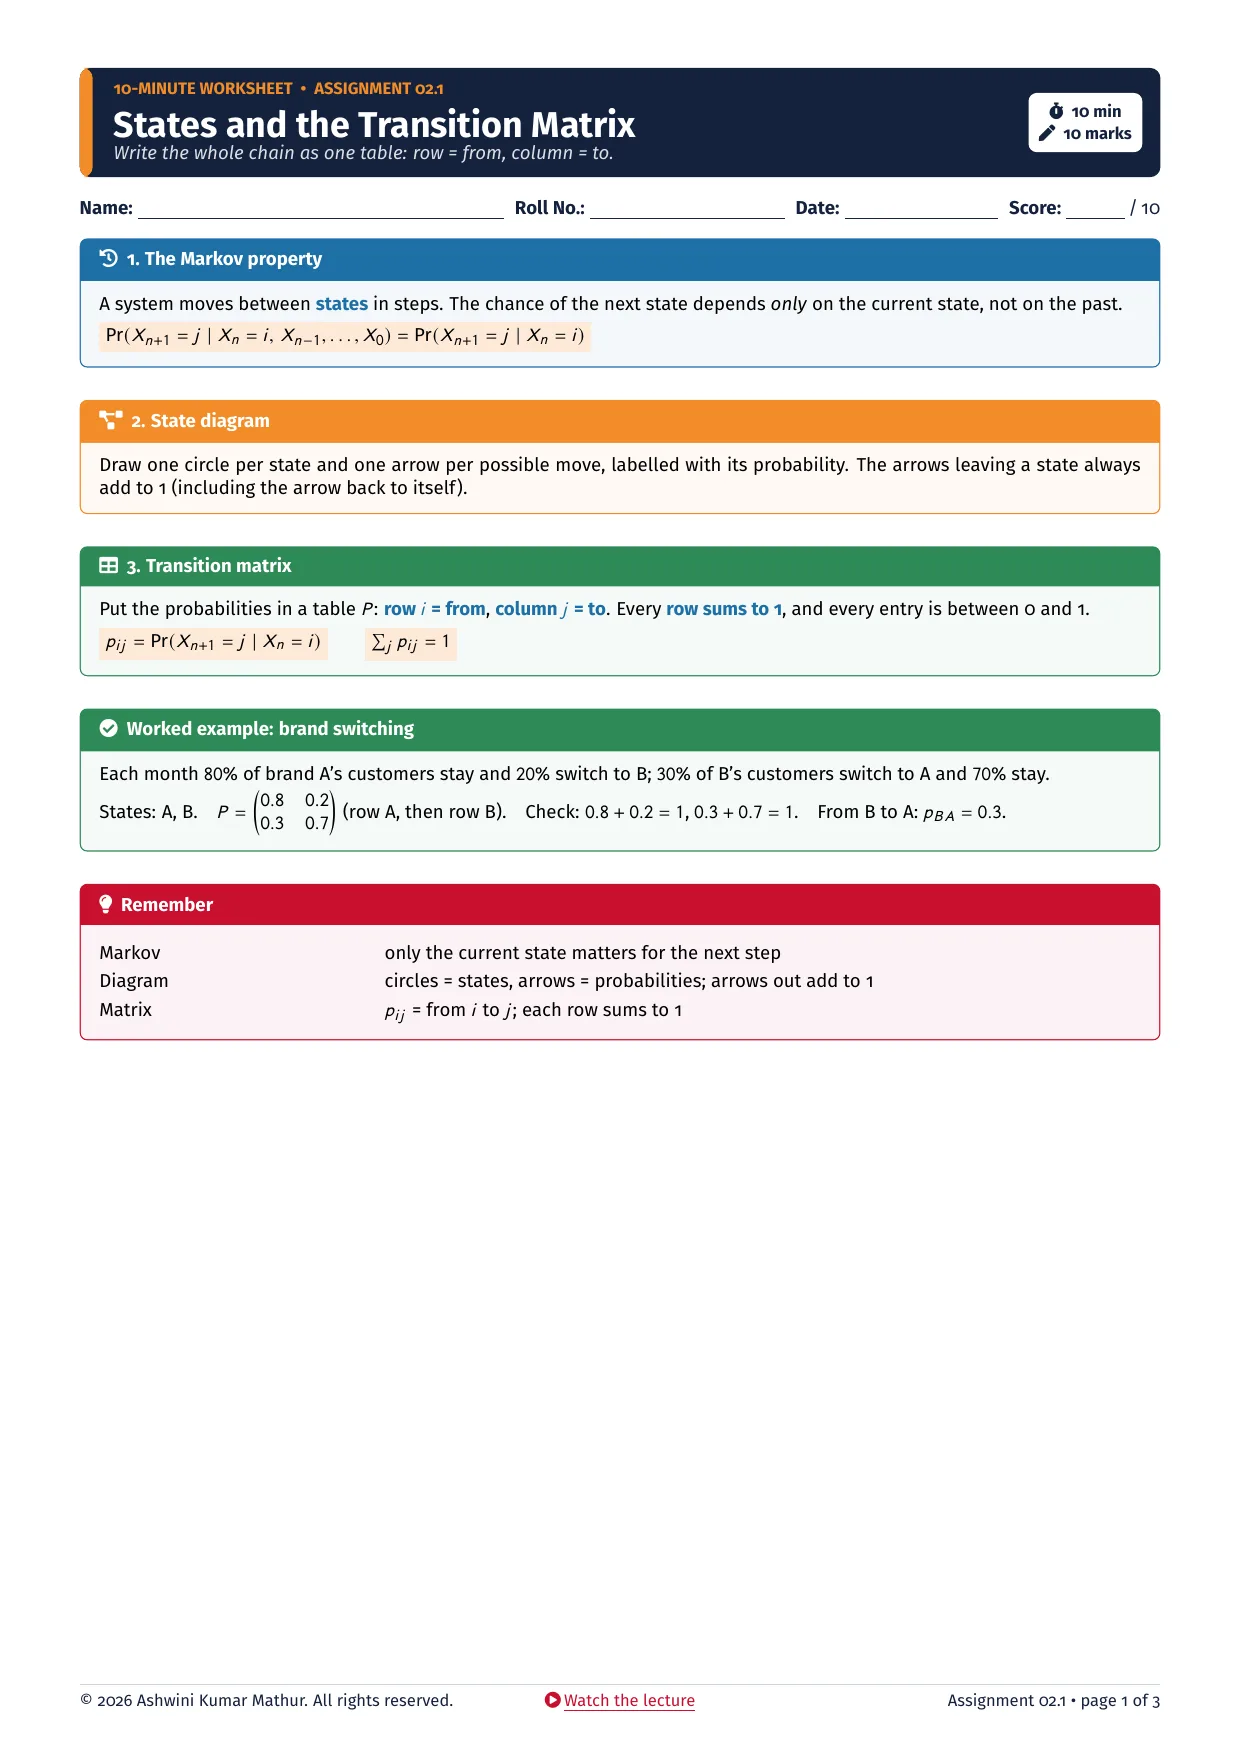 10-MINUTE WORKSHEET • ASSIGNMENT 02.1
States and the Transition Matrix
Write the whole chain as one table: row = from, column = to.
10 min
10 marks
Name: Roll No.: Date: Score: / 10
1. The Markov property
A system moves between states in steps. The chance of the next state depends only on the current state, not on the past.
Pr(Xₙ₊₁ = j | Xₙ = i, Xₙ₋₁, . . . , X₀) = Pr(Xₙ₊₁ = j | Xₙ = i)
2. State diagram
Draw one circle per state and one arrow per possible move, labelled with its probability. The arrows leaving a state always
add to 1 (including the arrow back to itself).
3. Transition matrix
Put the probabilities in a table P: row i = from, column j = to. Every row sums to 1, and every entry is between 0 and 1.
p_{ij} = Pr(Xₙ₊₁ = j | Xₙ = i) ∑_j p_{ij} = 1
Worked example: brand switching
Each month 80% of brand A's customers stay and 20% switch to B; 30% of B's customers switch to A and 70% stay.
States: A, B. P = (0.8 0.2; 0.3 0.7) (row A, then row B). Check: 0.8 + 0.2 = 1, 0.3 + 0.7 = 1. From B to A: p_{BA} = 0.3.
Remember
Markov only the current state matters for the next step
Diagram circles = states, arrows = probabilities; arrows out add to 1
Matrix p_{ij} = from i to j; each row sums to 1
© 2026 Ashwini Kumar Mathur. All rights reserved. Watch the lecture Assignment 02.1 • page 1 of 3